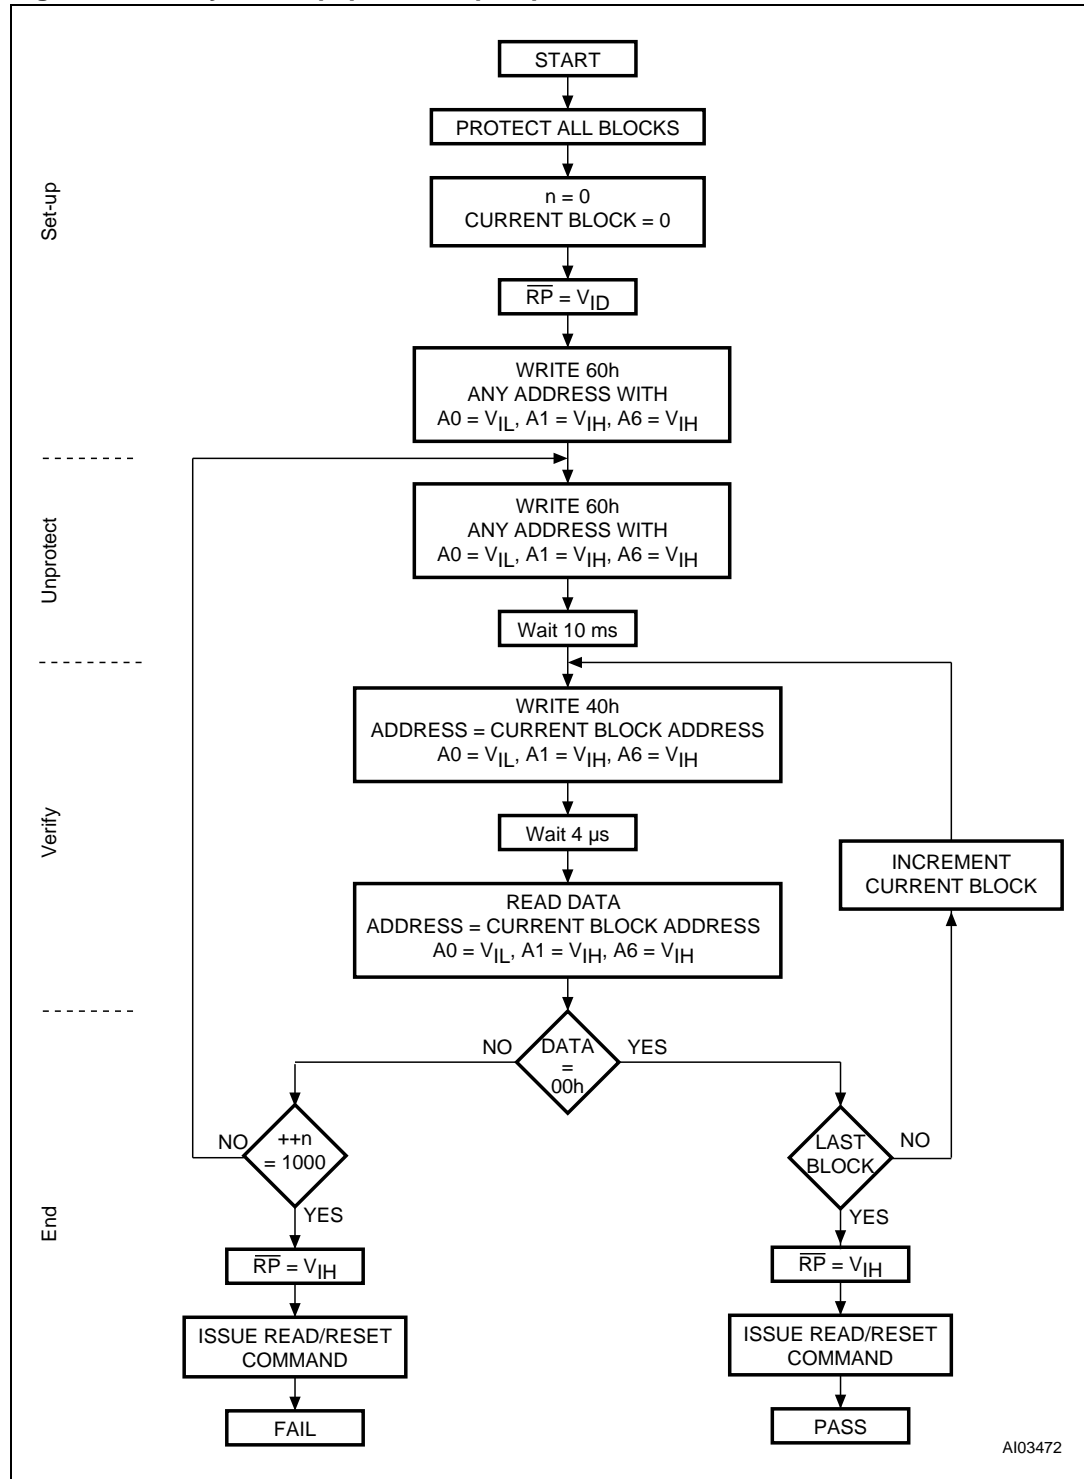 START
PROTECT ALL BLOCKS
n = 0
CURRENT BLOCK = 0
Set-up
R̅P̅ = VID
WRITE 60h
ANY ADDRESS WITH
A0 = VIL, A1 = VIH, A6 = VIH
WRITE 60h
ANY ADDRESS WITH
A0 = VIL, A1 = VIH, A6 = VIH
Unprotect
Wait 10 ms
WRITE 40h
ADDRESS = CURRENT BLOCK ADDRESS
A0 = VIL, A1 = VIH, A6 = VIH
Verify
Wait 4 µs
INCREMENT
CURRENT BLOCK
READ DATA
ADDRESS = CURRENT BLOCK ADDRESS
A0 = VIL, A1 = VIH, A6 = VIH
NO
DATA
=
00h
YES
NO
++n
= 1000
LAST
BLOCK
NO
End
YES
YES
R̅P̅ = VIH
R̅P̅ = VIH
ISSUE READ/RESET
COMMAND
ISSUE READ/RESET
COMMAND
FAIL
PASS
AI03472